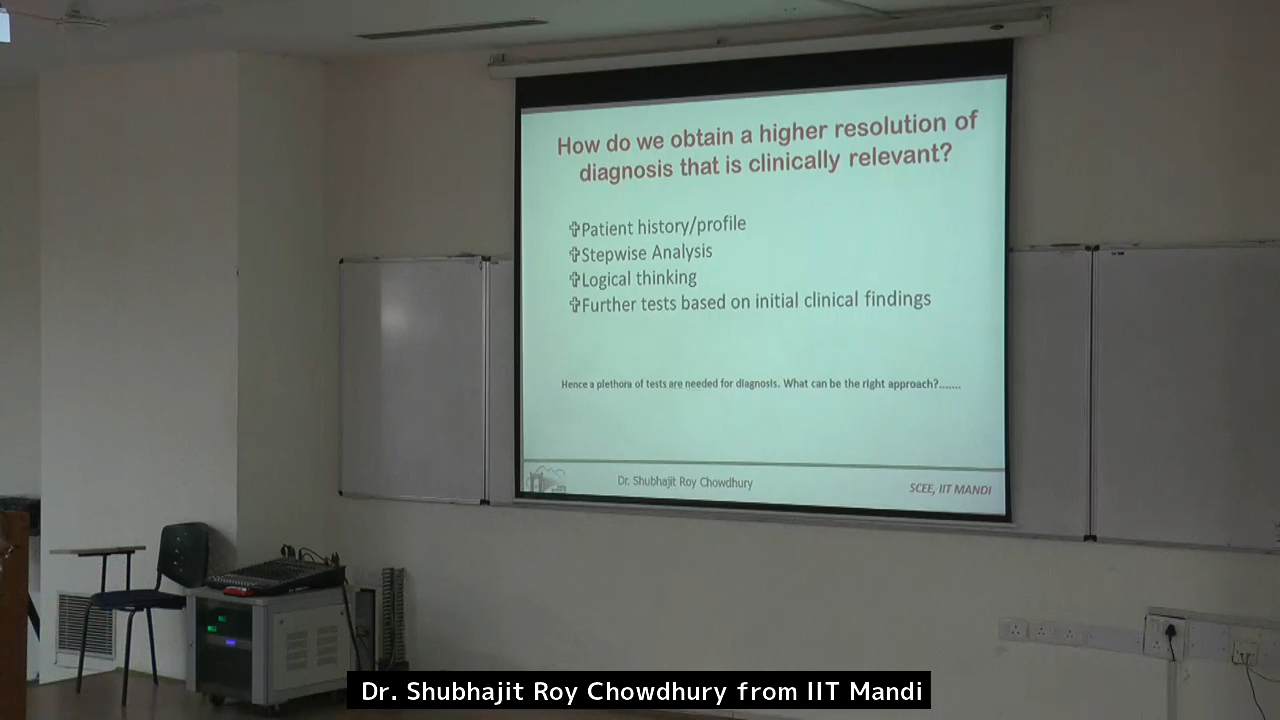 How do we obtain a higher resolution of
diagnosis that is clinically relevant?
✞Patient history/profile
✞Stepwise Analysis
✞Logical thinking
✞Further tests based on initial clinical findings
Hence a plethora of tests are needed for diagnosis. What can be the right approach?.......
Dr. Shubhajit Roy Chowdhury
SCEE, IIT MANDI
Dr. Shubhajit Roy Chowdhury from IIT Mandi